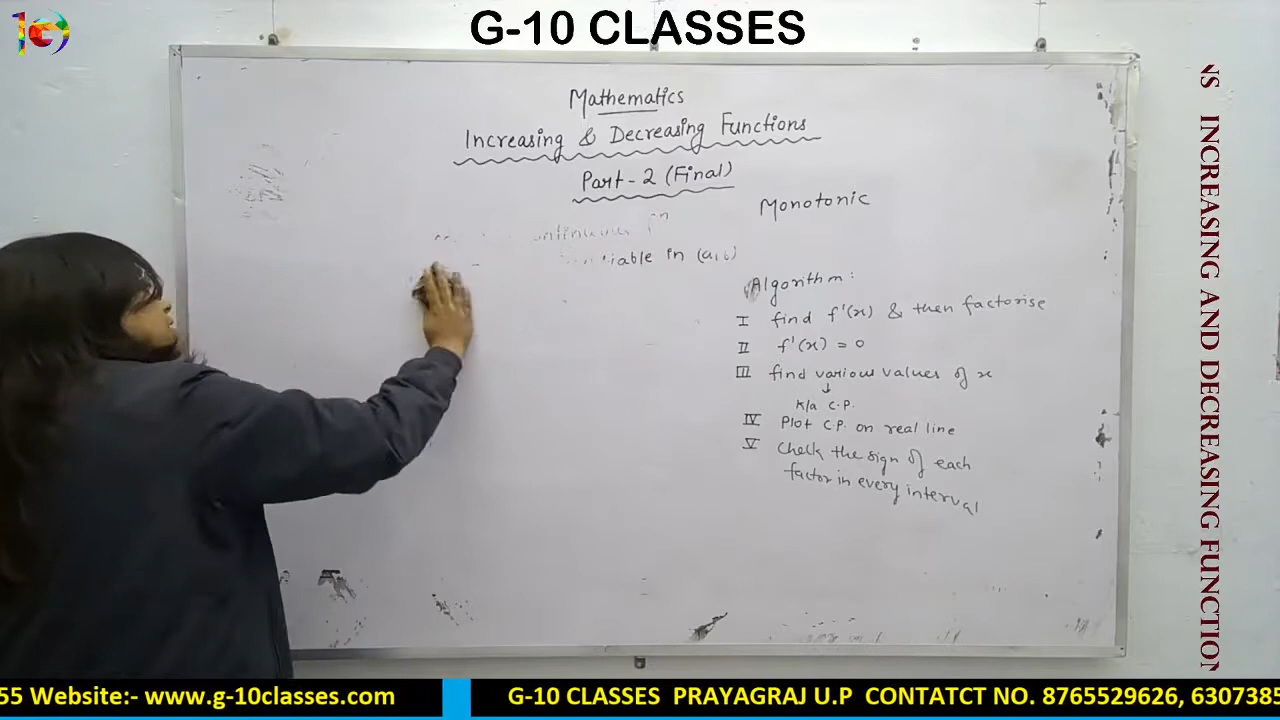 G-10 CLASSES
Mathematics
Increasing & Decreasing Functions
Part - 2 (Final)
Monotonic
in (a,b)
Algorithm:
I find f'(x) & then factorise
II f'(x) = 0
III find various values of x
↓
K/a C.P.
IV Plot C.P. on real line
V Check the sign of each
factor in every interval
INCREASING AND DECREASING FUNCTION
55 Website:- www.g-10classes.com
G-10 CLASSES PRAYAGRAJ U.P CONTATCT NO. 8765529626, 6307385